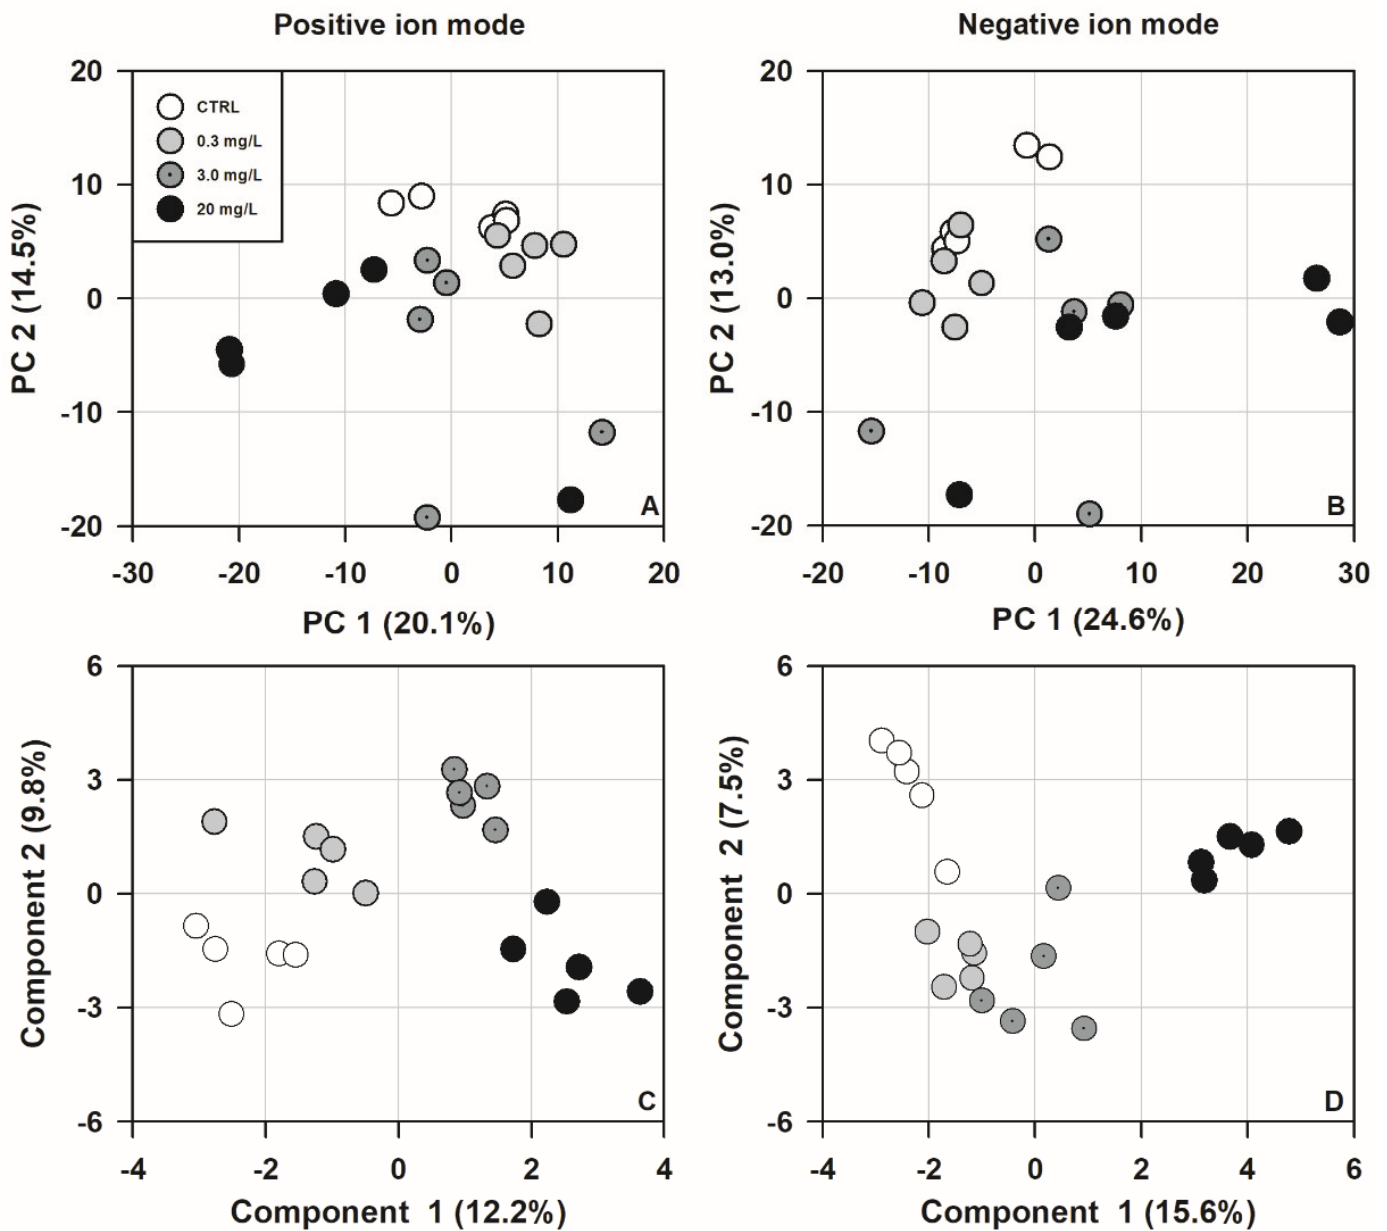 Positive ion mode
Negative ion mode
20
10
0
-10
-20
PC 2 (14.5%)
CTRL
0.3 mg/L
3.0 mg/L
20 mg/L
A
-30 -20 -10 0 10 20
PC 1 (20.1%)
20
10
0
-10
-20
PC 2 (13.0%)
B
-20 -10 0 10 20 30
PC 1 (24.6%)
6
3
0
-3
-6
Component 2 (9.8%)
C
-4 -2 0 2 4
Component 1 (12.2%)
6
3
0
-3
-6
Component 2 (7.5%)
D
-4 -2 0 2 4 6
Component 1 (15.6%)